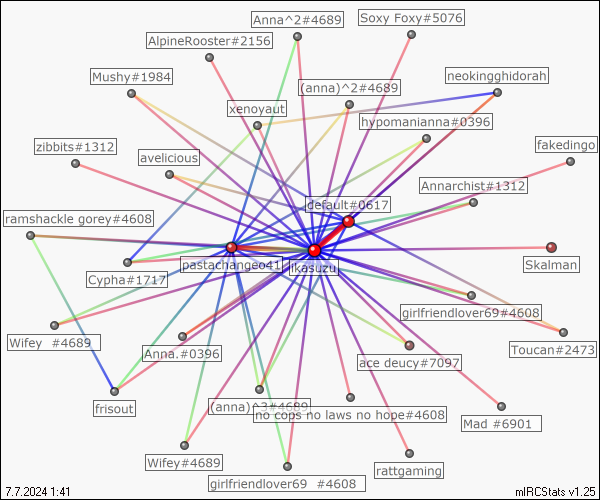 Anna^2#4689
Soxy Foxy#5076
AlpineRooster#2156
Mushy#1984
neokingghidorah
(anna)^2#4689
xenoyaut
hypomanianna#0396
zibbits#1312
fakedingo
avelicious
Annarchist#1312
default#0617
ramshackle gorey#4608
pastachangeo41
ikasuzu
Skalman
Cypha#1717
girlfriendlover69#4608
Wifey #4689
Toucan#2473
Anna.#0396
ace deucy#7097
frisout
(anna)^3#4689
no cops no laws no hope#4608
Mad #6901
Wifey#4689
rattgaming
girlfriendlover69 #4608
7.7.2024 1:41
mIRCStats v1.25